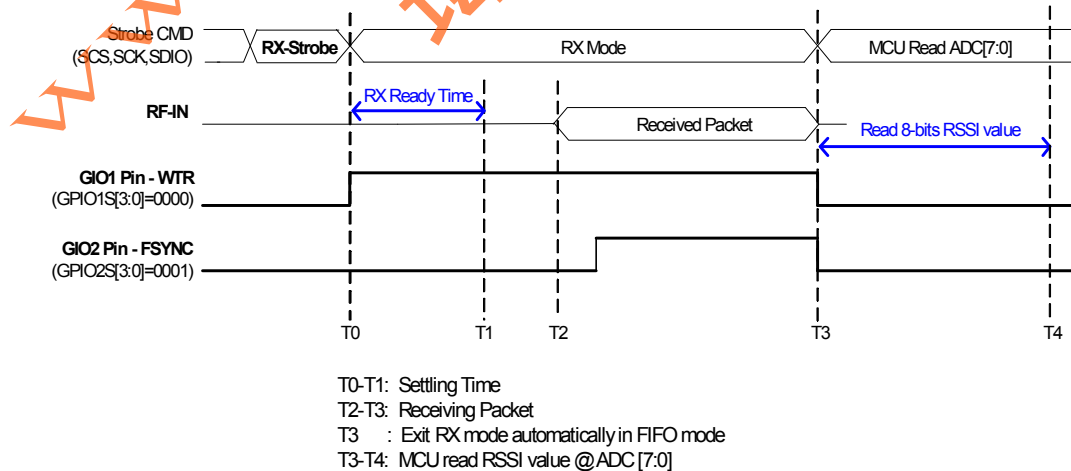 Strobe CMD
(SCS,SCK,SDIO)
RX-Strobe
RX Mode
MCU Read ADC[7:0]
RX Ready Time
RF-IN
Received Packet
Read 8-bits RSSI value
GIO1 Pin - WTR
(GPIO1S[3:0]=0000)
GIO2 Pin - FSYNC
(GPIO2S[3:0]=0001)
T0 T1 T2 T3 T4
T0-T1: Settling Time
T2-T3: Receiving Packet
T3 : Exit RX mode automatically in FIFO mode
T3-T4: MCU read RSSI value @ ADC [7:0]